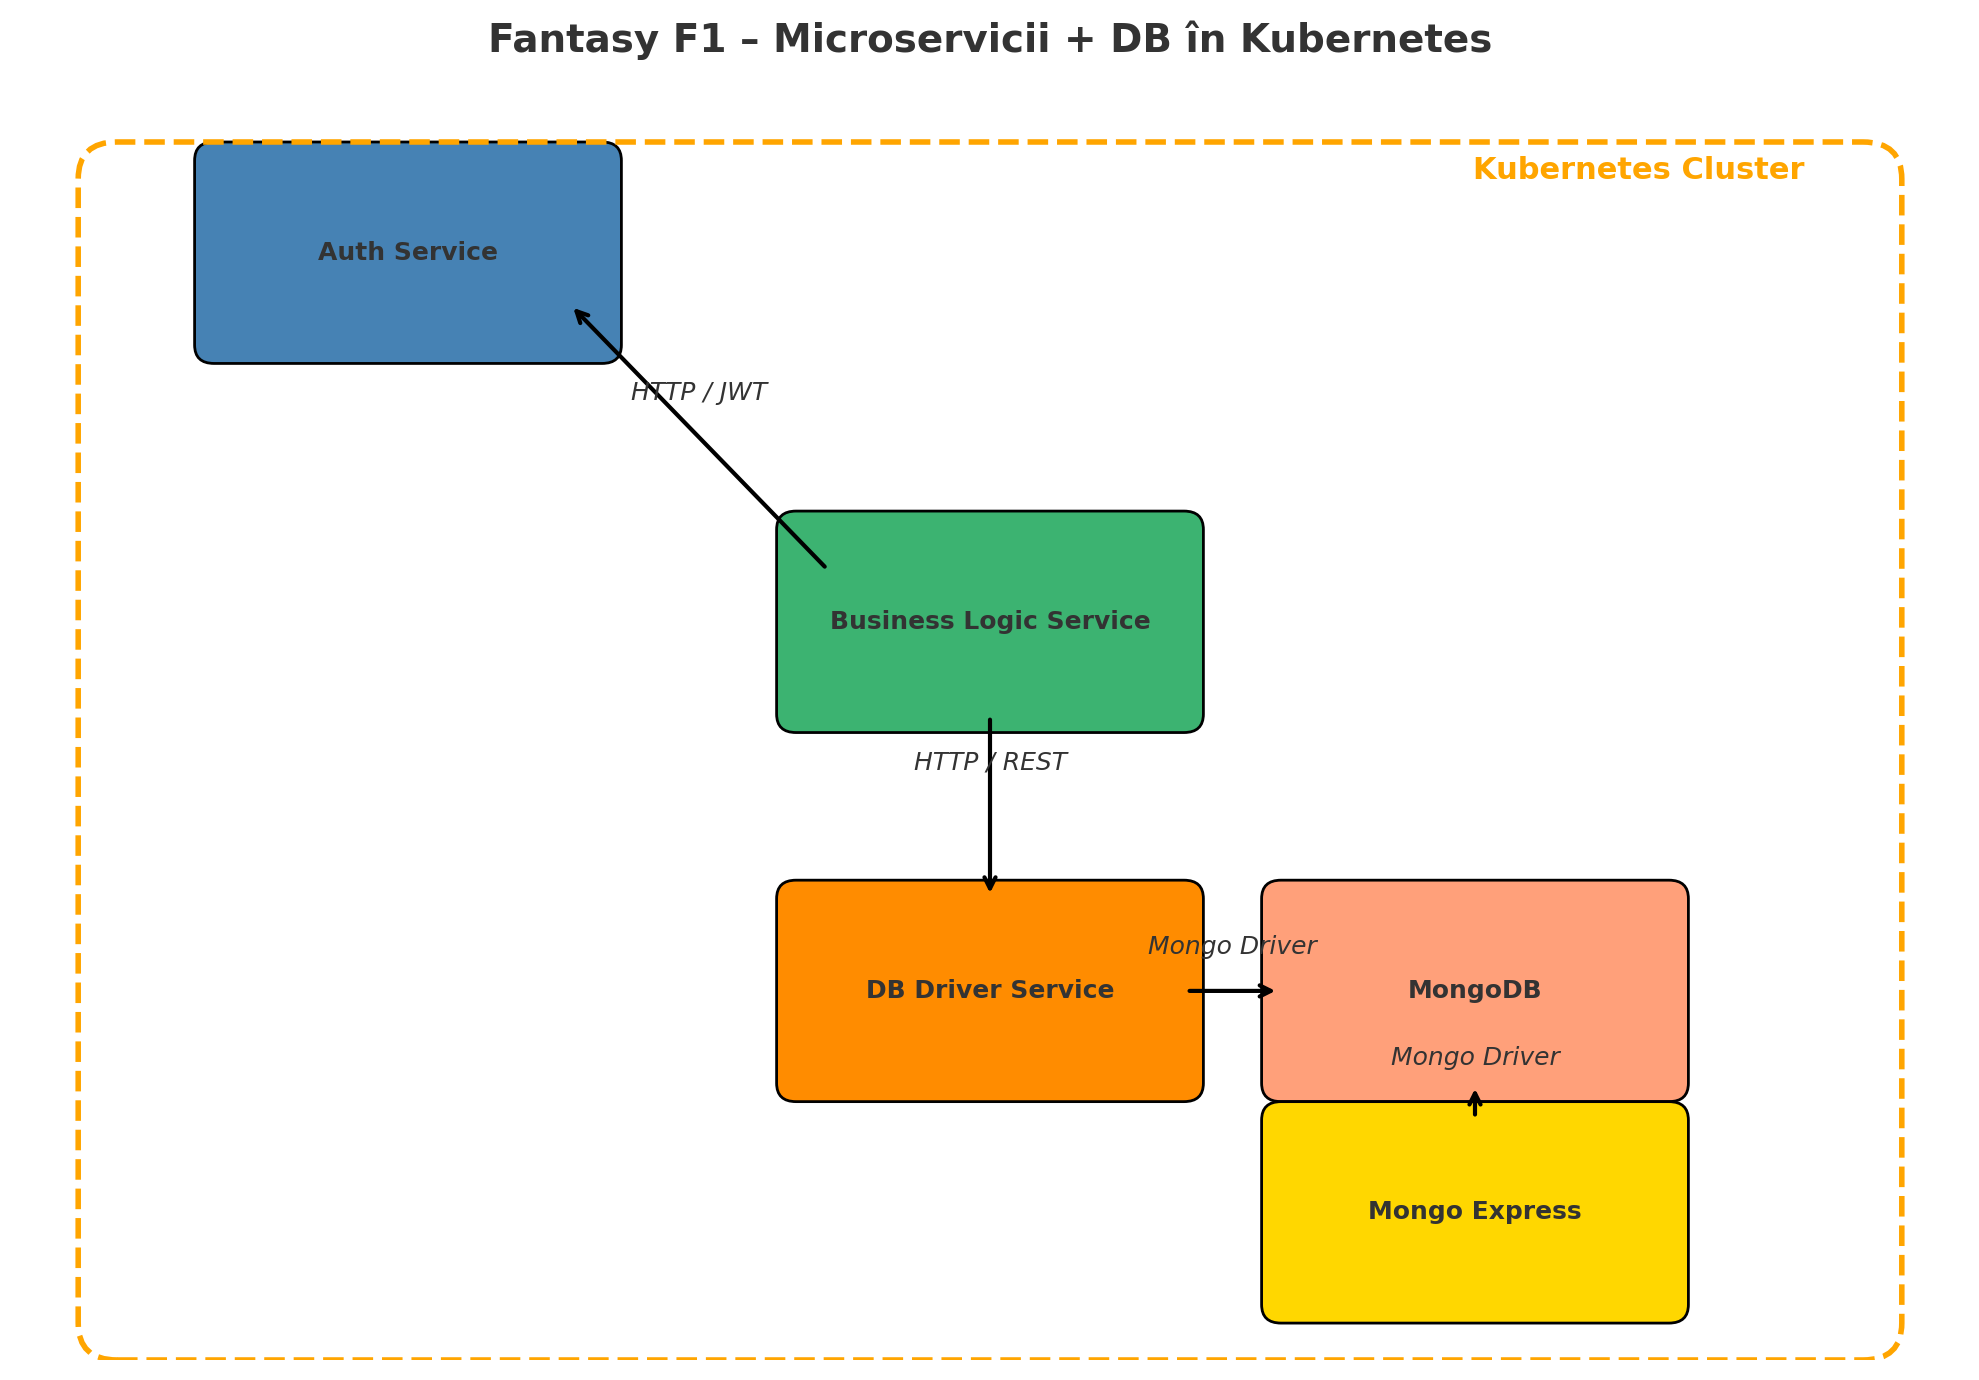 Fantasy F1 – Microservicii + DB în Kubernetes
Kubernetes Cluster
Auth Service
HTTP / JWT
Business Logic Service
HTTP / REST
Mongo Driver
DB Driver Service
MongoDB
Mongo Driver
Mongo Express